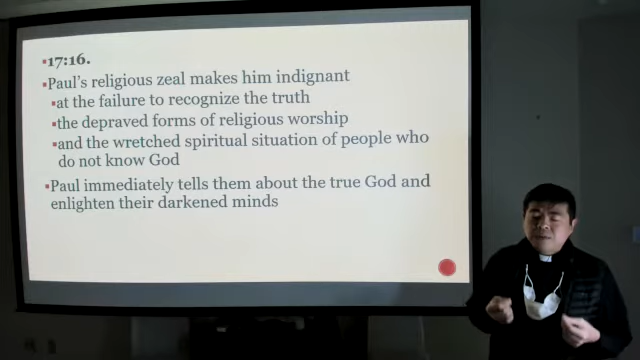 ▪17:16.
▪Paul's religious zeal makes him indignant
▪at the failure to recognize the truth
▪the depraved forms of religious worship
▪and the wretched spiritual situation of people who
do not know God
▪Paul immediately tells them about the true God and
enlighten their darkened minds